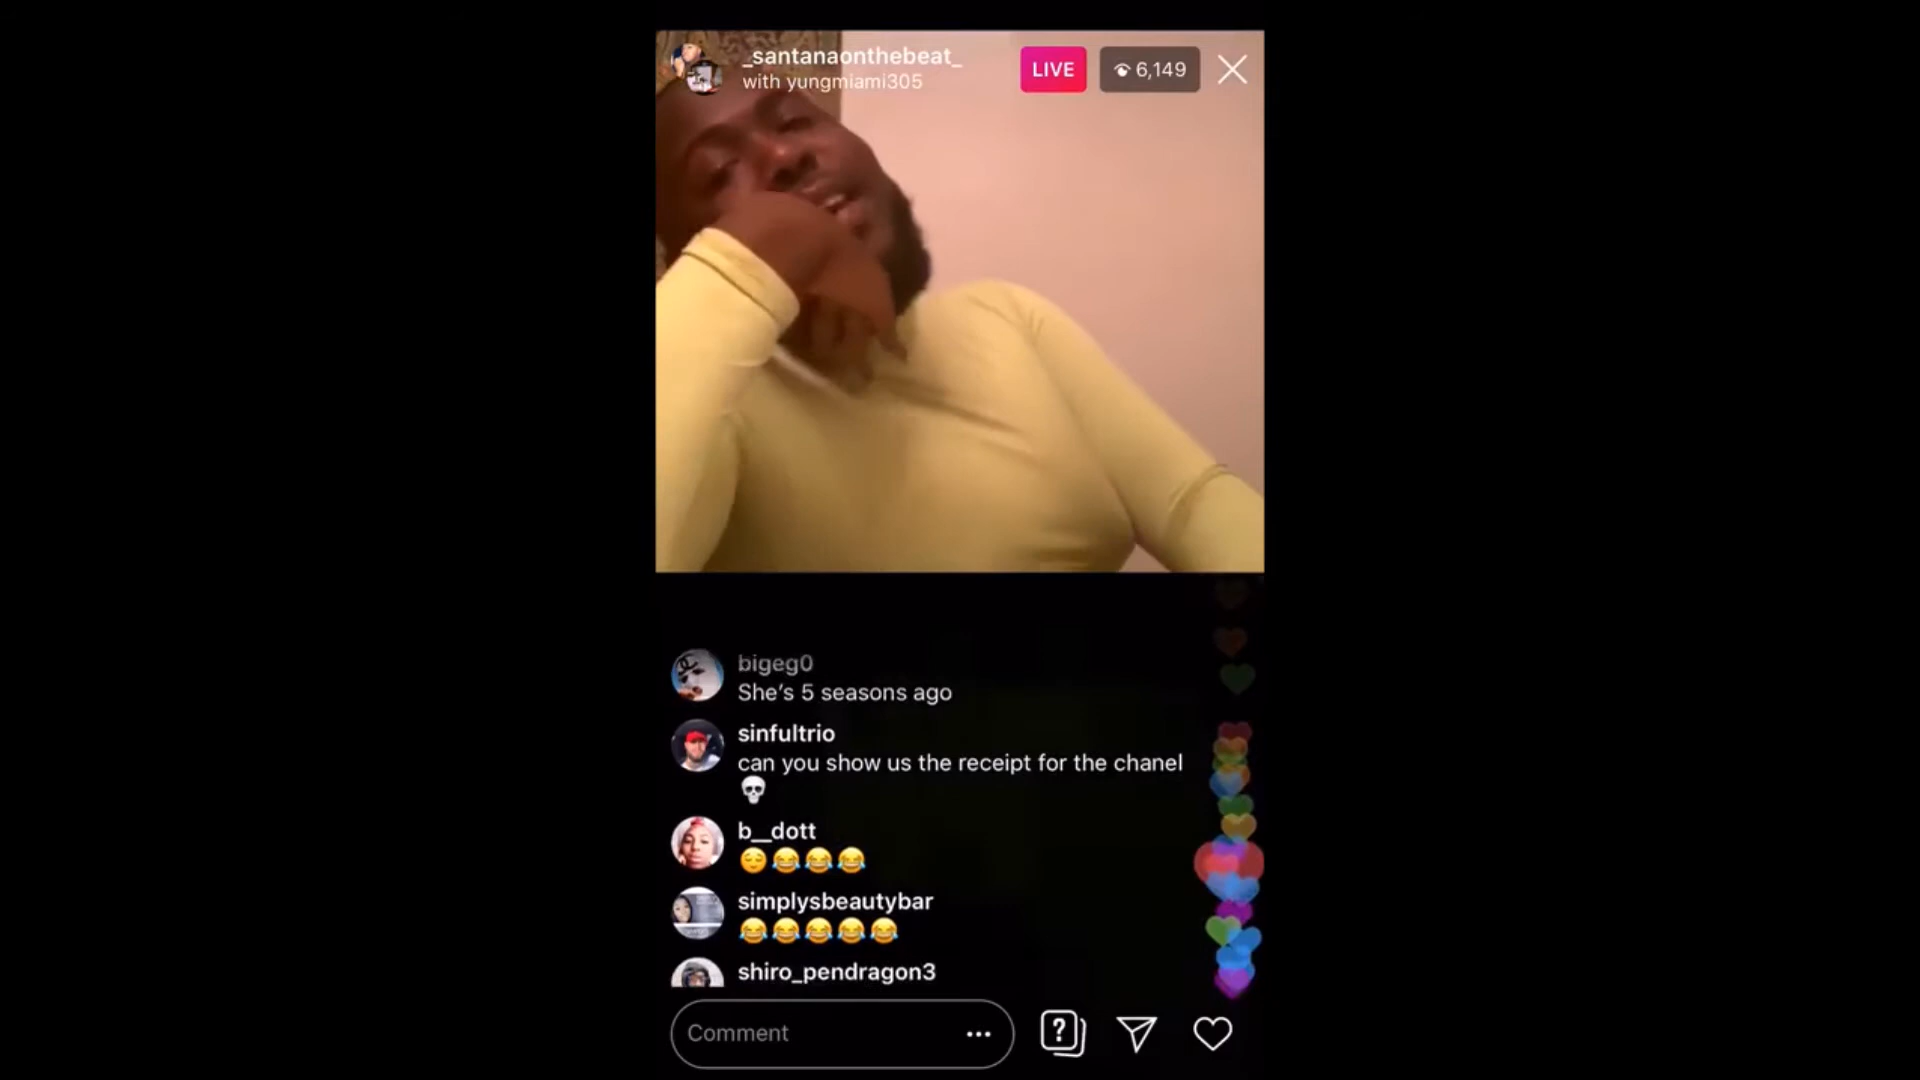 _santanaonthebeat_
with yungmiami305
LIVE
6,149
bigeg0
She's 5 seasons ago
sinfultrio
can you show us the receipt for the chanel
💀
b__dott
😌😂😂😂
simplysbeautybar
😂😂😂😂😂
shiro_pendragon3
Comment